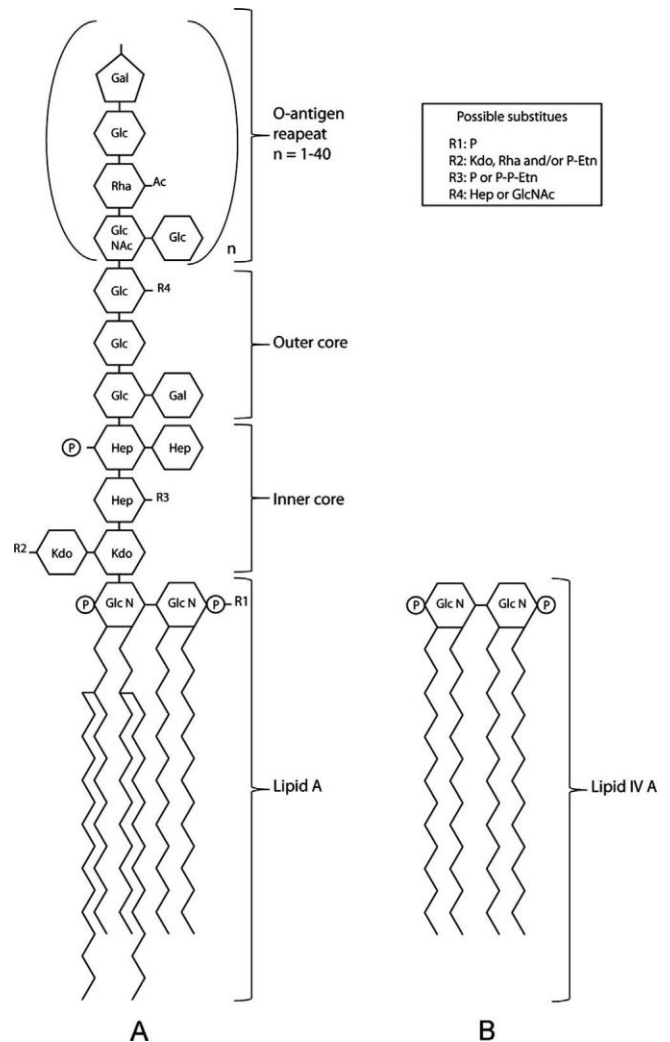 Gal
Glc
Rha
Ac
Glc
NAc
Glc
n
O-antigen
reapeat
n = 1-40
Glc
R4
Glc
Glc
Gal
Outer core
P
Hep
Hep
Hep
R3
R2
Kdo
Kdo
Inner core
P
Glc N
Glc N
P
R1
Lipid A
A
Possible substitues
R1: P
R2: Kdo, Rha and/or P-Etn
R3: P or P-P-Etn
R4: Hep or GlcNAc
P
Glc N
Glc N
P
Lipid IV A
B